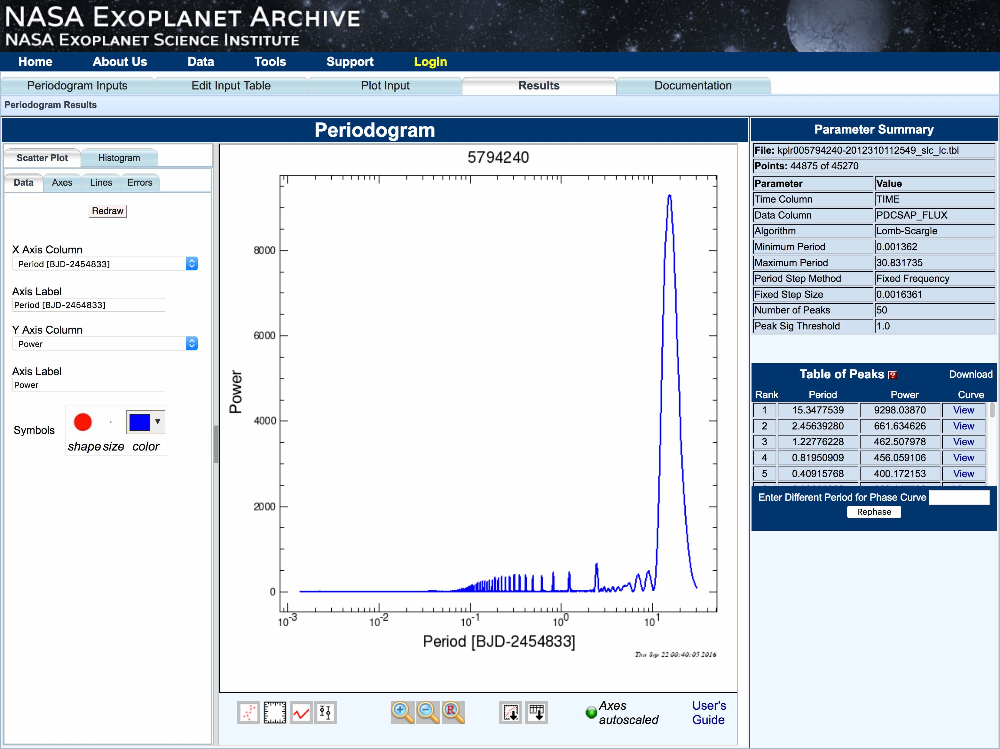 NASA EXOPLANET ARCHIVE
NASA EXOPLANET SCIENCE INSTITUTE
Home About Us Data Tools Support Login
Periodogram Inputs Edit Input Table Plot Input Results Documentation
Periodogram Results
Periodogram
Scatter Plot Histogram
Data Axes Lines Errors
Redraw
X Axis Column
Period [BJD-2454833]
Axis Label
Period [BJD-2454833]
Y Axis Column
Power
Axis Label
Power
Symbols
shape size color
5794240
Power
8000
6000
4000
2000
0
10-3 10-2 10-1 100 101
Period [BJD-2454833]
Thu Sep 22 00:40:05 2016
R
Axes autoscaled
User's Guide
Parameter Summary
File: kplr005794240-2012310112549_slc_lc.tbl
Points: 44875 of 45270
Parameter Value
Time Column TIME
Data Column PDCSAP_FLUX
Algorithm Lomb-Scargle
Minimum Period 0.001362
Maximum Period 30.831735
Period Step Method Fixed Frequency
Fixed Step Size 0.0016361
Number of Peaks 50
Peak Sig Threshold 1.0
Table of Peaks ? Download
Rank Period Power Curve
1 15.3477539 9298.03870 View
2 2.45639280 661.634626 View
3 1.22776228 462.507978 View
4 0.81950909 456.059106 View
5 0.40915768 400.172153 View
Enter Different Period for Phase Curve
Rephase